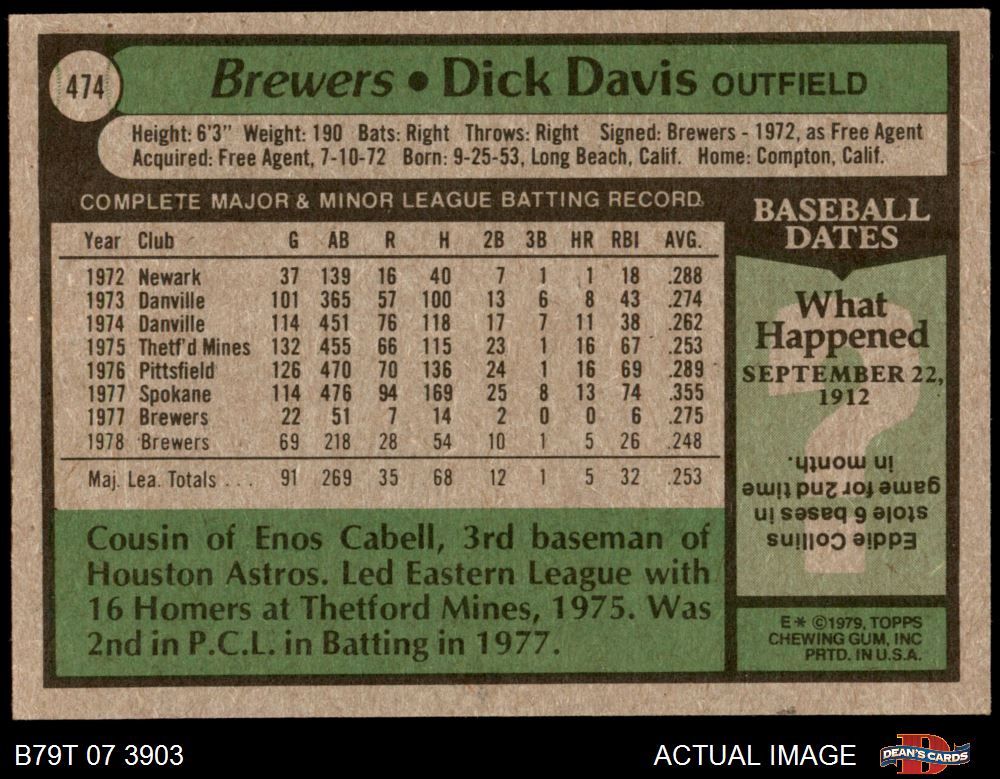 474
Brewers • Dick Davis OUTFIELD
Height: 6'3" Weight: 190 Bats: Right Throws: Right Signed: Brewers - 1972, as Free Agent
Acquired: Free Agent, 7-10-72 Born: 9-25-53, Long Beach, Calif. Home: Compton, Calif.
COMPLETE MAJOR & MINOR LEAGUE BATTING RECORD
Year Club G AB R H 2B 3B HR RBI AVG.
1972 Newark 37 139 16 40 7 1 1 18 .288
1973 Danville 101 365 57 100 13 6 8 43 .274
1974 Danville 114 451 76 118 17 7 11 38 .262
1975 Thetf'd Mines 132 455 66 115 23 1 16 67 .253
1976 Pittsfield 126 470 70 136 24 1 16 69 .289
1977 Spokane 114 476 94 169 25 8 13 74 .355
1977 Brewers 22 51 7 14 2 0 0 6 .275
1978 Brewers 69 218 28 54 10 1 5 26 .248
Maj. Lea. Totals . . . 91 269 35 68 12 1 5 32 .253
Cousin of Enos Cabell, 3rd baseman of
Houston Astros. Led Eastern League with
16 Homers at Thetford Mines, 1975. Was
2nd in P.C.L. in Batting in 1977.
BASEBALL
DATES
What
Happened
SEPTEMBER 22,
1912
Eddie Collins
stole 6 bases in
game for 2nd time
in month.
E* ©1979, TOPPS
CHEWING GUM, INC
PRTD. IN U.S.A.
B79T 07 3903
ACTUAL IMAGE
DEAN'S CARDS